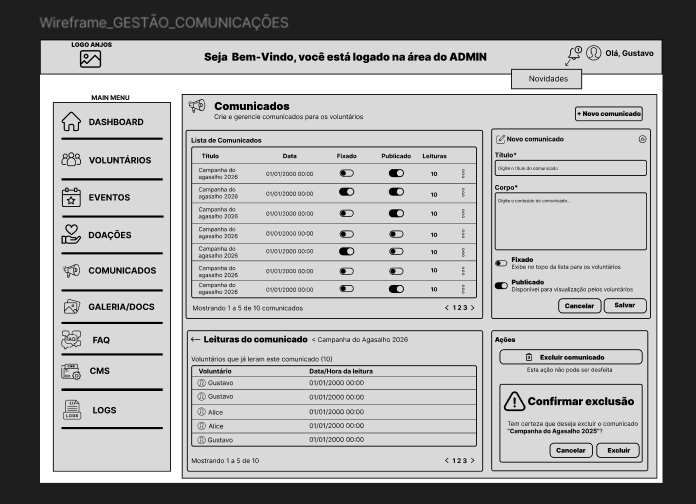 Wireframe_GESTÃO_COMUNICAÇÕES
LOGO ANJOS
Seja Bem-Vindo, você está logado na área do ADMIN
1
Olá, Gustavo
Novidades
MAIN MENU
DASHBOARD
VOLUNTÁRIOS
EVENTOS
DOAÇÕES
COMUNICADOS
GALERIA/DOCS
FAQ
FAQ
CMS
LOGS
LOGS
Comunicados
Crie e gerencie comunicados para os voluntários
+ Novo comunicado
Lista de Comunicados
Título Data Fixado Publicado Leituras
Campanha do
agasalho 2026
01/01/2000 00:00 10
Campanha do
agasalho 2026
01/01/2000 00:00 10
Campanha do
agasalho 2026
01/01/2000 00:00 10
Campanha do
agasalho 2026
01/01/2000 00:00 10
Campanha do
agasalho 2026
01/01/2000 00:00 10
Campanha do
agasalho 2026
01/01/2000 00:00 10
Campanha do
agasalho 2026
01/01/2000 00:00 10
Mostrando 1 a 5 de 10 comunicados < 1 2 3 >
Novo comunicado
Título*
Digite o título do comunicado
Corpo*
Digite o conteúdo do comunicado...
Fixado
Exibe no topo da lista para os voluntários
Publicado
Disponível para visualização pelos voluntários
Cancelar Salvar
← Leituras do comunicado < Campanha do Agasalho 2026
Voluntários que já leram este comunicado (10)
Voluntário Data/Hora da leitura
Gustavo 01/01/2000 00:00
Gustavo 01/01/2000 00:00
Alice 01/01/2000 00:00
Alice 01/01/2000 00:00
Gustavo 01/01/2000 00:00
Mostrando 1 a 5 de 10 < 1 2 3 >
Ações
Excluir comunicado
Esta ação não pode ser desfeita
Confirmar exclusão
Tem certeza que deseja excluir o comunicado
"Campanha do Agasalho 2025"?
Cancelar Excluir